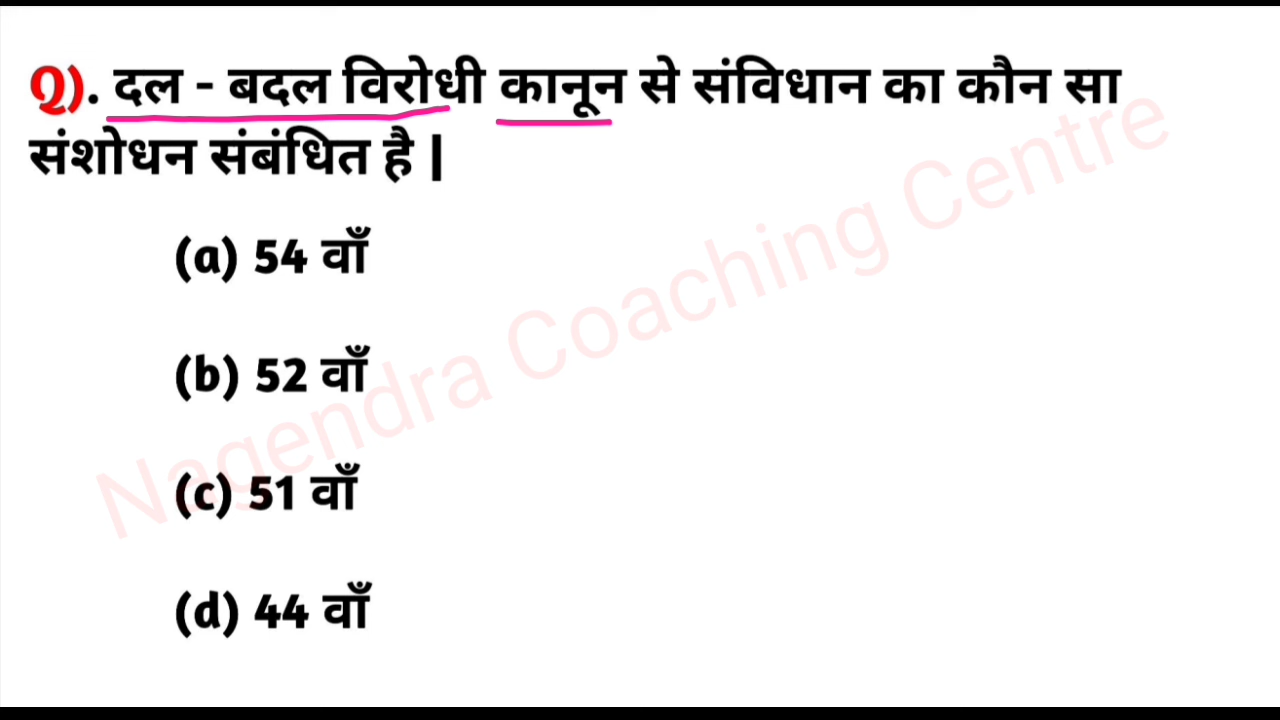 Q). दल - बदल विरोधी कानून से संविधान का कौन सा
संशोधन संबंधित है |
(a) 54 वाँ
(b) 52 वाँ
(c) 51 वाँ
(d) 44 वाँ
Nagendra Coaching Centre